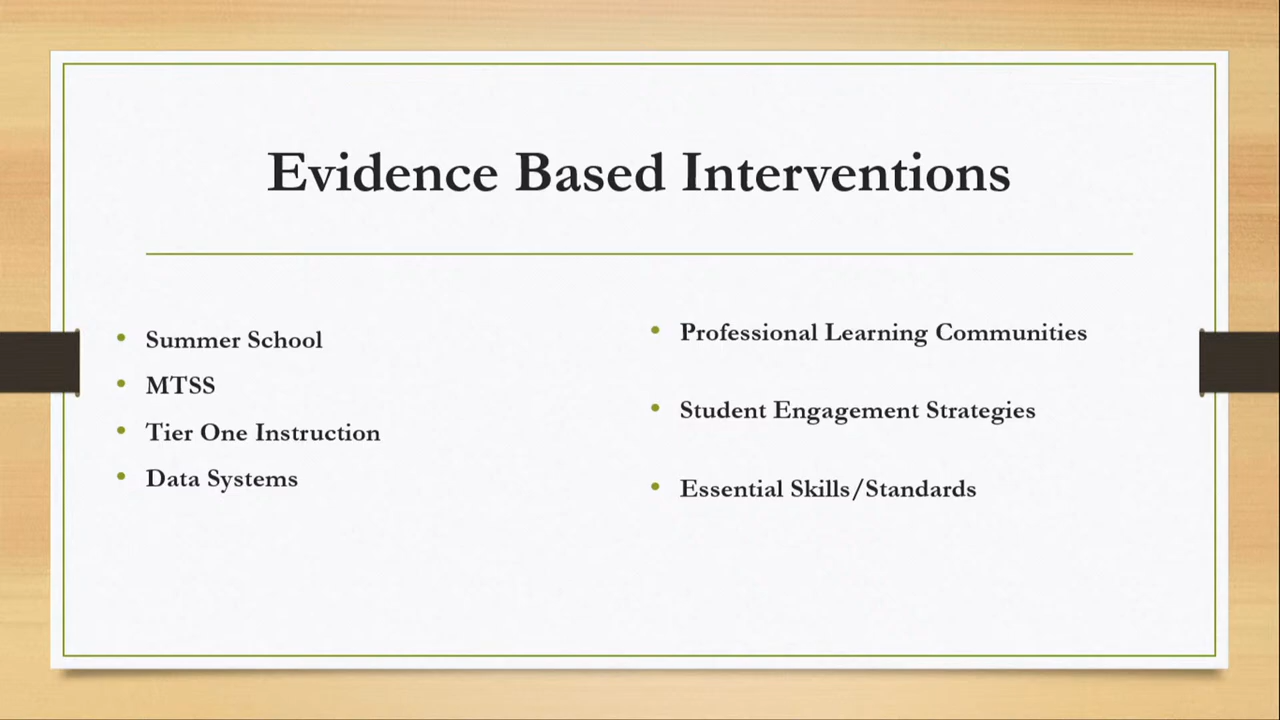 Evidence Based Interventions
• Summer School
• MTSS
• Tier One Instruction
• Data Systems
• Professional Learning Communities
• Student Engagement Strategies
• Essential Skills/Standards